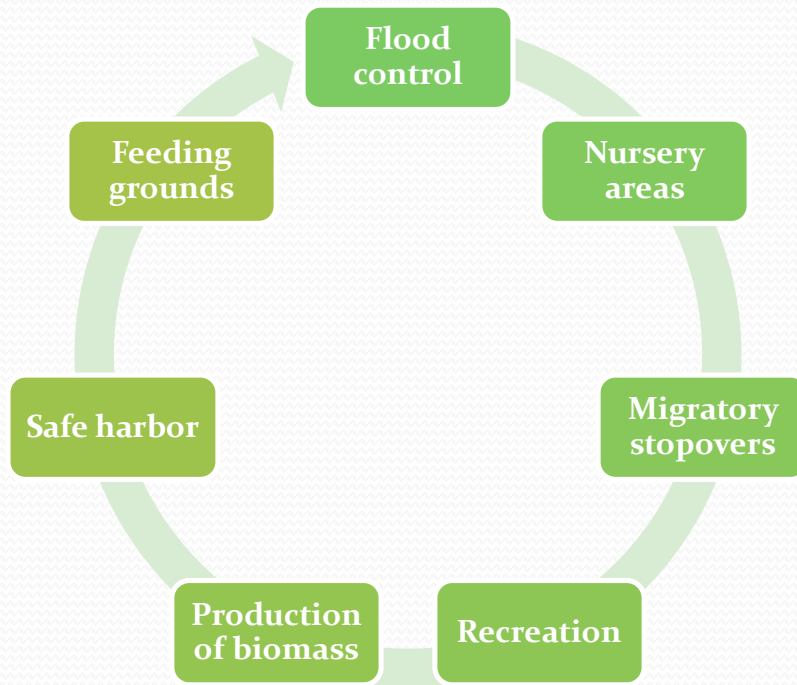 Flood
control
Nursery
areas
Migratory
stopovers
Recreation
Production
of biomass
Safe harbor
Feeding
grounds